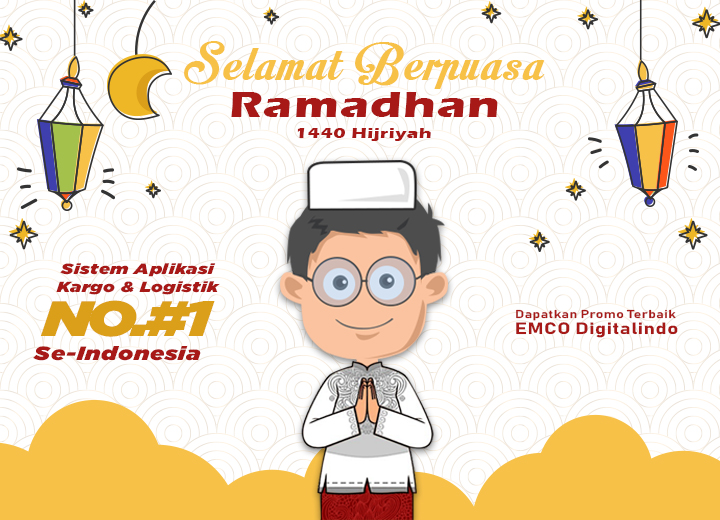 Selamat Berpuasa
Ramadhan
1440 Hijriyah
Sistem Aplikasi
Kargo & Logistik
NO.#1
Se-Indonesia
Dapatkan Promo Terbaik
EMCO Digitalindo